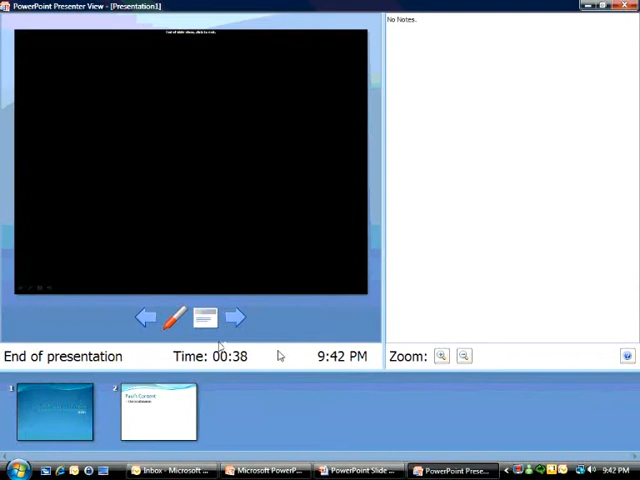 PowerPoint Presenter View - [Presentation1]
End of slide show, click to exit.
No Notes.
End of presentation
Time: 00:38
9:42 PM
Zoom:
1
2
Paul's Content
Inbox - Microsoft ...
Microsoft PowerP...
PowerPoint Slide ...
PowerPoint Prese...
9:42 PM